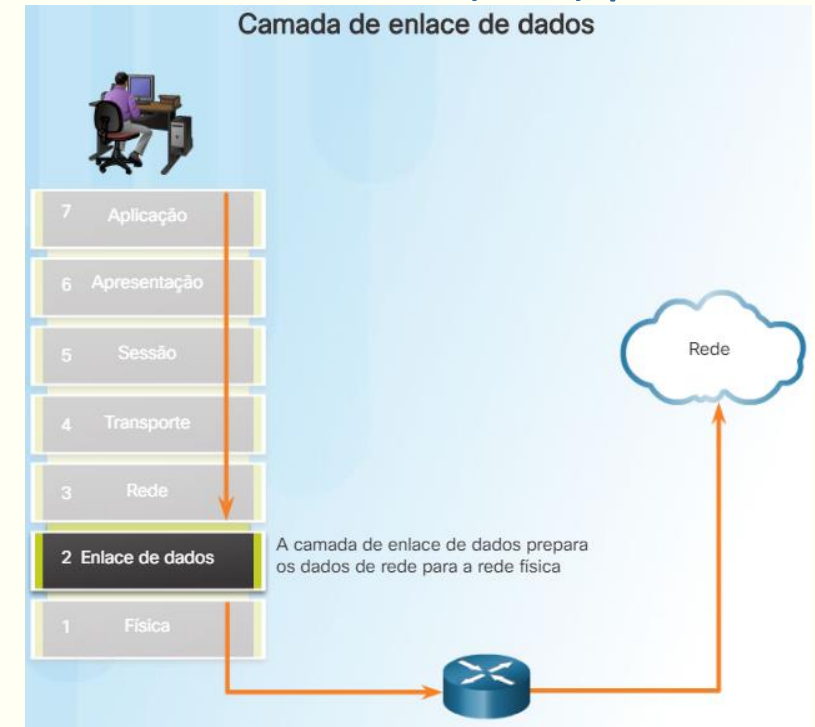 Camada de enlace de dados
7 Aplicação
6 Apresentação
5 Sessão
4 Transporte
3 Rede
2 Enlace de dados
1 Física
A camada de enlace de dados prepara
os dados de rede para a rede física
Rede